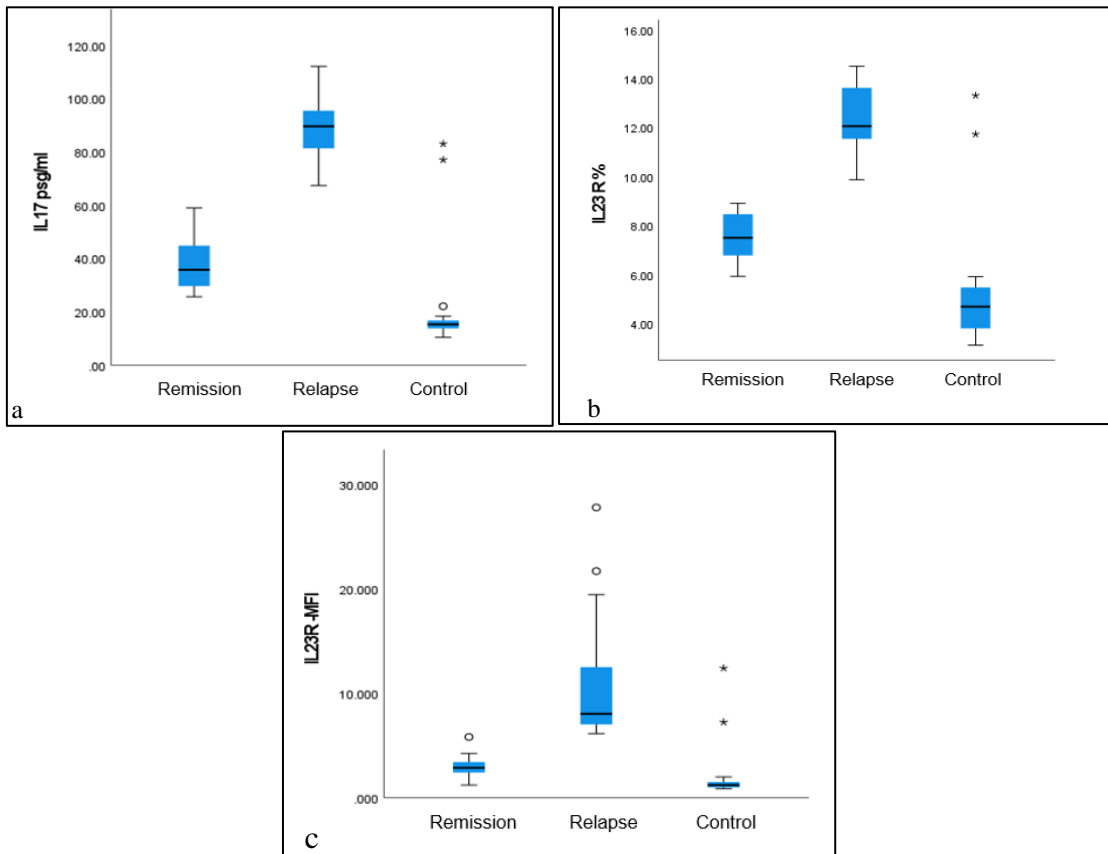 IL17 psg/ml
120.00
100.00
80.00
60.00
40.00
20.00
.00
Remission Relapse Control
a
IL23 R%
16.00
14.00
12.00
10.00
8.00
6.00
4.00
Remission Relapse Control
b
IL23R-MFI
30.000
20.000
10.000
.000
Remission Relapse Control
c